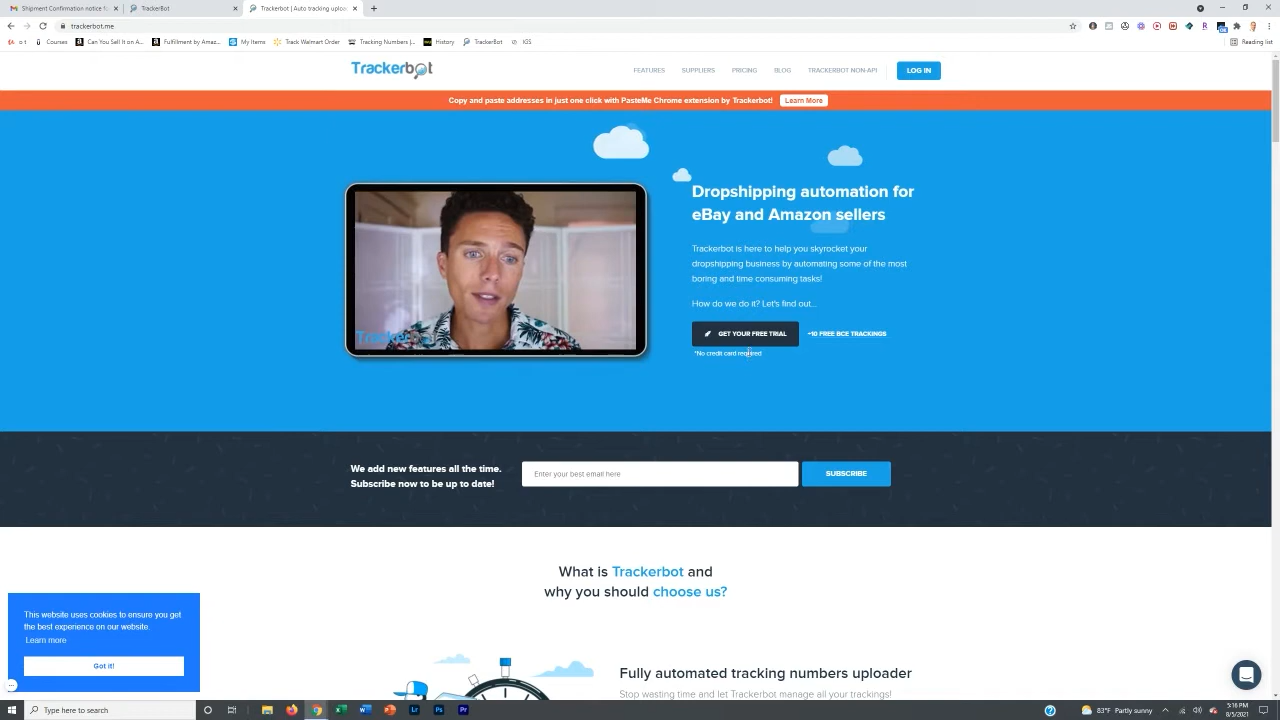 Shipment Confirmation notice fo
TrackerBot
Trackerbot | Auto tracking uploa
trackerbot.me
Courses
Can You Sell It on A...
Fulfillment by Amaz...
My Items
Track Walmart Order
Tracking Numbers |...
History
TrackerBot
IGS
Reading list
Trackerbot
FEATURES
SUPPLIERS
PRICING
BLOG
TRACKERBOT NON-API
LOG IN
Copy and paste addresses in just one click with PasteMe Chrome extension by Trackerbot!
Learn More
Dropshipping automation for
eBay and Amazon sellers
Trackerbot is here to help you skyrocket your
dropshipping business by automating some of the most
boring and time consuming tasks!
How do we do it? Let's find out...
GET YOUR FREE TRIAL
+10 FREE BCE TRACKINGS
*No credit card required
We add new features all the time.
Subscribe now to be up to date!
Enter your best email here
SUBSCRIBE
What is Trackerbot and
why you should choose us?
This website uses cookies to ensure you get
the best experience on our website.
Learn more
Got it!
Fully automated tracking numbers uploader
Stop wasting time and let Trackerbot manage all your trackings!
Type here to search
83°F Partly sunny
5:16 PM
8/5/2021